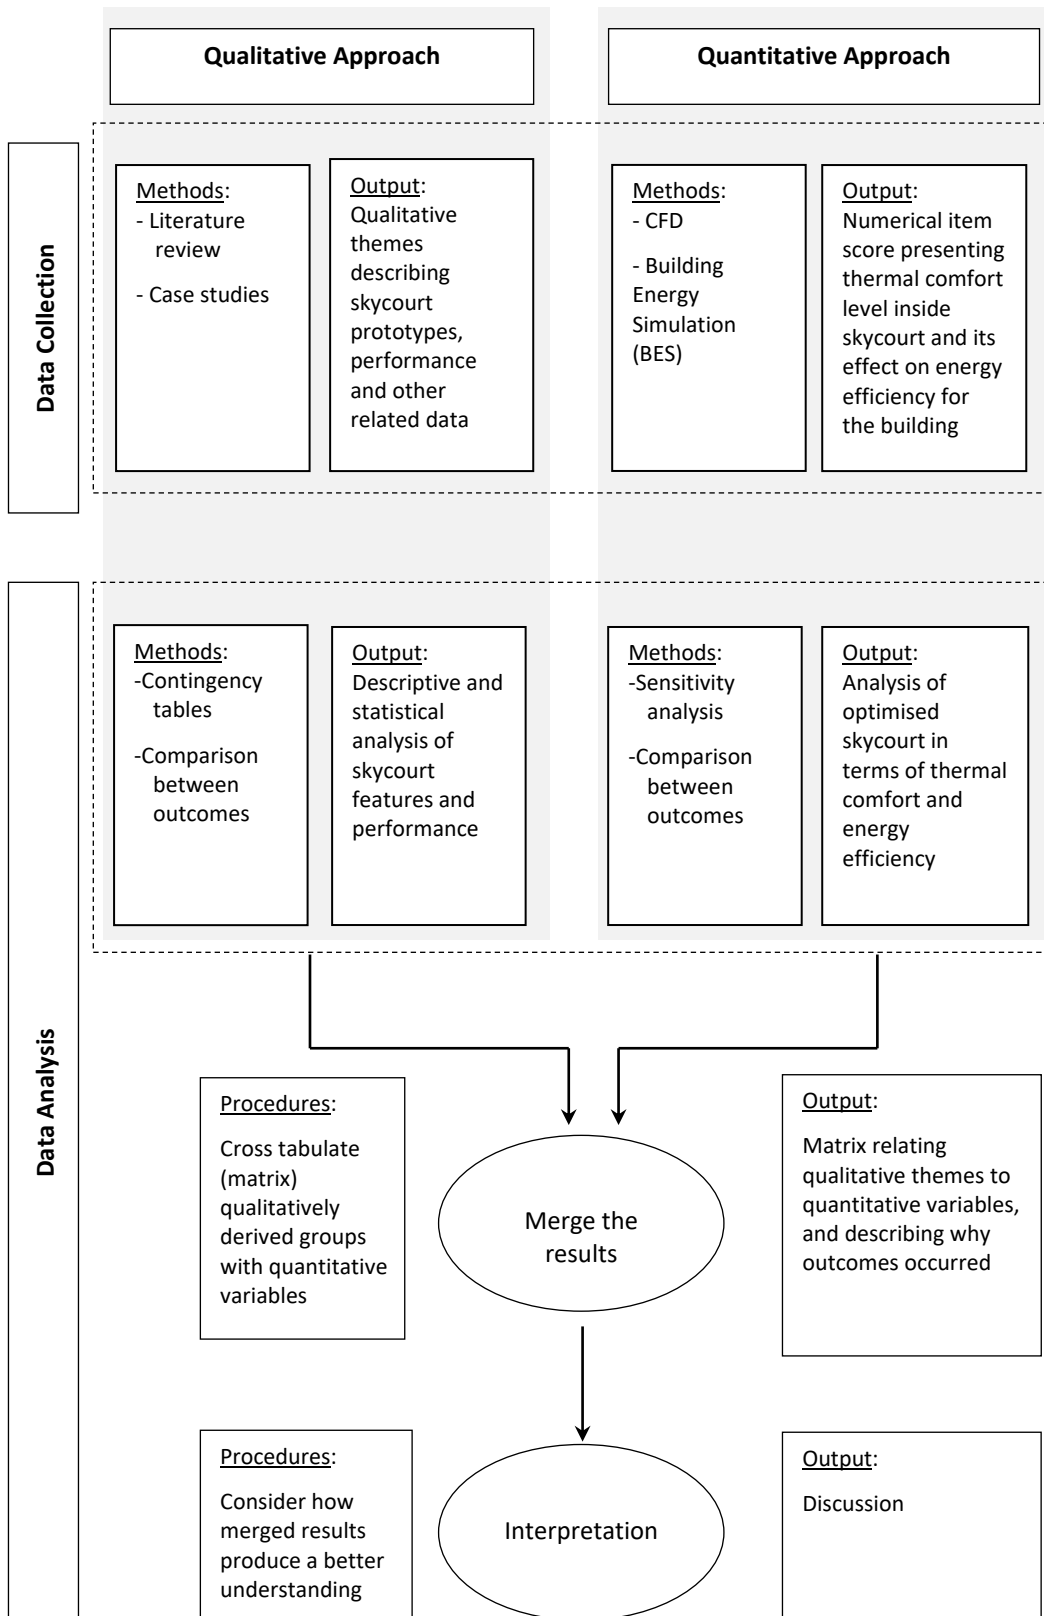 Qualitative Approach
Quantitative Approach
Data Collection
Methods:
- Literature
review
- Case studies
Output:
Qualitative
themes
describing
skycourt
prototypes,
performance
and other
related data
Methods:
- CFD
- Building
Energy
Simulation
(BES)
Output:
Numerical item
score presenting
thermal comfort
level inside
skycourt and its
effect on energy
efficiency for
the building
Data Analysis
Methods:
-Contingency
tables
-Comparison
between
outcomes
Output:
Descriptive and
statistical
analysis of
skycourt
features and
performance
Methods:
-Sensitivity
analysis
-Comparison
between
outcomes
Output:
Analysis of
optimised
skycourt in
terms of thermal
comfort and
energy
efficiency
Procedures:
Cross tabulate
(matrix)
qualitatively
derived groups
with quantitative
variables
Merge the
results
Output:
Matrix relating
qualitative themes to
quantitative variables,
and describing why
outcomes occurred
Procedures:
Consider how
merged results
produce a better
understanding
Interpretation
Output:
Discussion